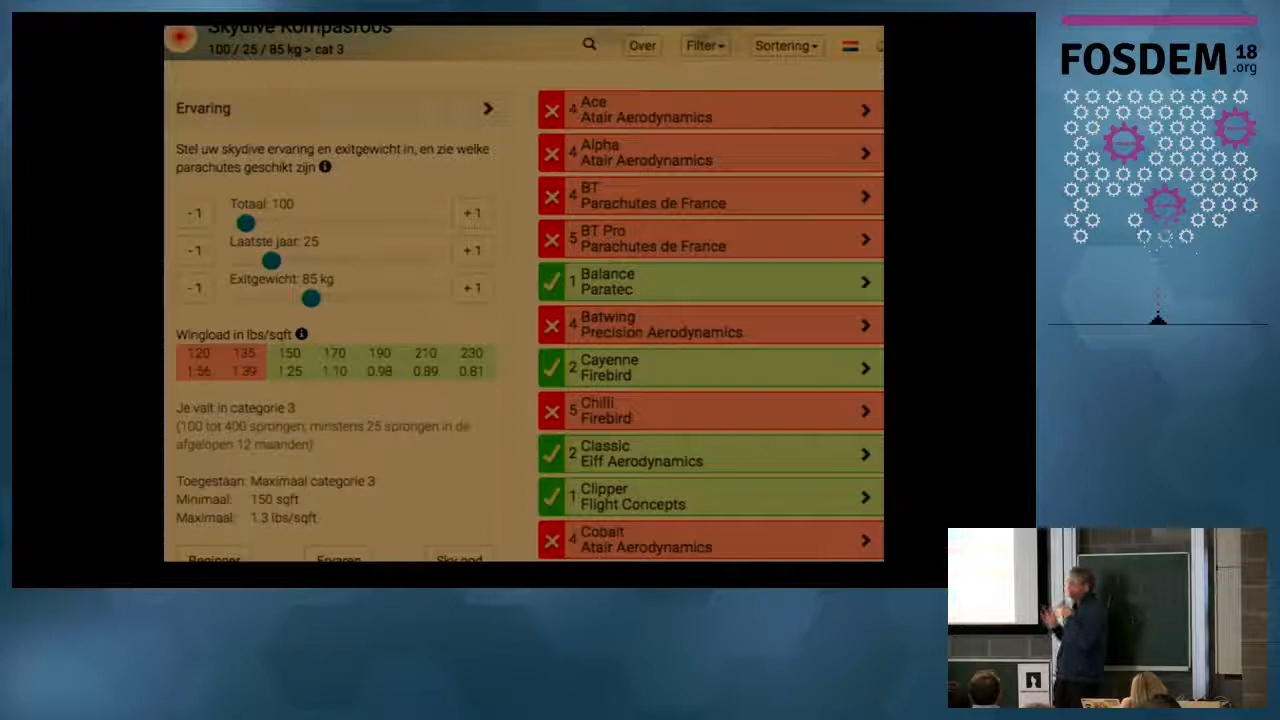 Skydive Kompasroos
100 / 25 / 85 kg > cat 3
Over
Filter
Sortering
Ervaring
Stel uw skydive ervaring en exitgewicht in, en zie welke
parachutes geschikt zijn
Totaal: 100
- 1
+ 1
Laatste jaar: 25
- 1
+ 1
Exitgewicht: 85 kg
- 1
+ 1
Wingload in lbs/sqft
120 135 150 170 190 210 230
1.56 1.39 1.25 1.10 0.98 0.89 0.81
Je valt in categorie 3
(100 tot 400 sprongen, minstens 25 sprongen in de
afgelopen 12 maanden)
Toegestaan: Maximaal categorie 3
Minimaal: 150 sqft
Maximaal: 1.3 lbs/sqft
Beginner Ervaren Sky god
4 Ace
Atair Aerodynamics
4 Alpha
Atair Aerodynamics
4 BT
Parachutes de France
5 BT Pro
Parachutes de France
1 Balance
Paratec
4 Batwing
Precision Aerodynamics
2 Cayenne
Firebird
5 Chilli
Firebird
2 Classic
Eiff Aerodynamics
1 Clipper
Flight Concepts
4 Cobalt
Atair Aerodynamics
FOSDEM 18
.org